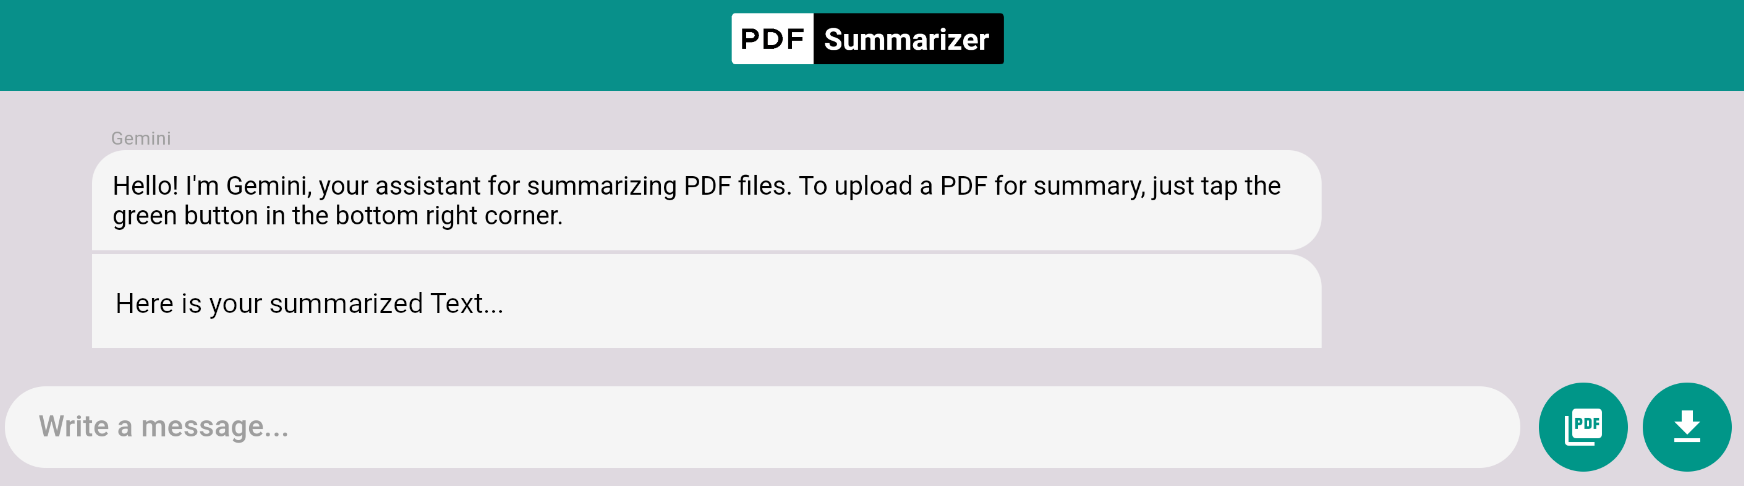 PDF Summarizer
Gemini
Hello! I'm Gemini, your assistant for summarizing PDF files. To upload a PDF for summary, just tap the
green button in the bottom right corner.
Here is your summarized Text...
Write a message...
PDF